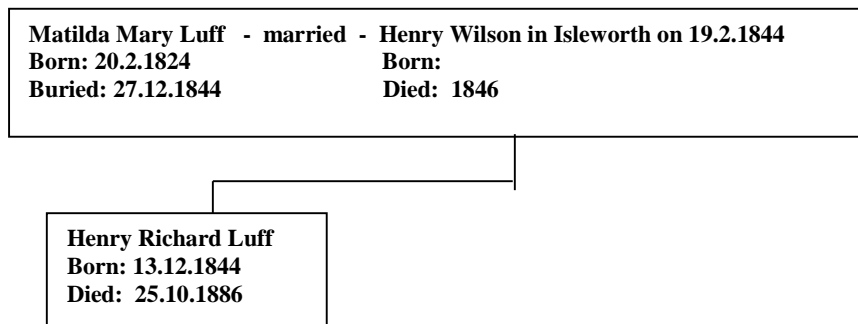 Matilda Mary Luff - married - Henry Wilson in Isleworth on 19.2.1844
Born: 20.2.1824 Born:
Buried: 27.12.1844 Died: 1846
Henry Richard Luff
Born: 13.12.1844
Died: 25.10.1886